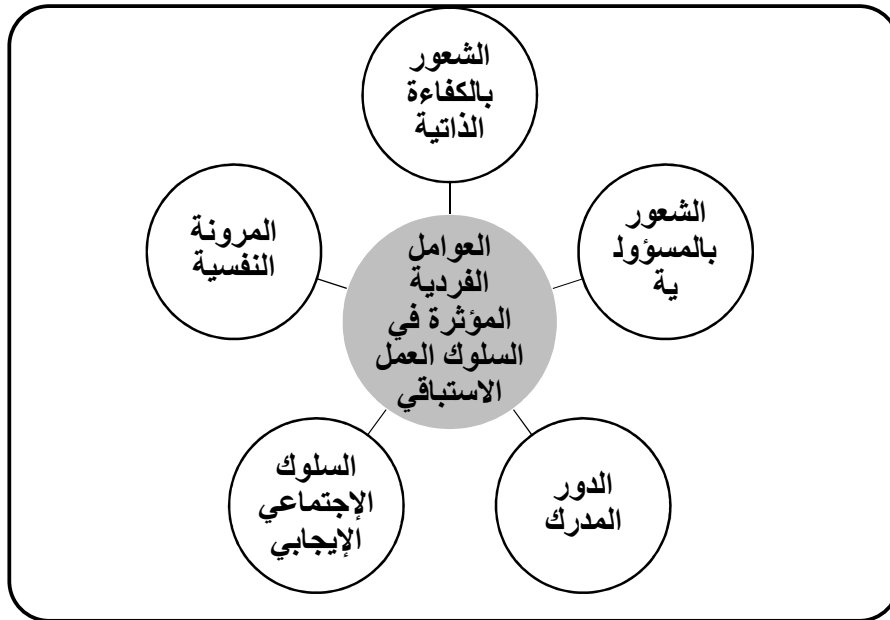 الشعور
بالكفاءة
الذاتية
الشعور
بالمسؤول
ية
الدور
المدرك
السلوك
الإجتماعي
الإيجابي
المرونة
النفسية
العوامل
الفردية
المؤثرة في
السلوك العمل
الاستباقي